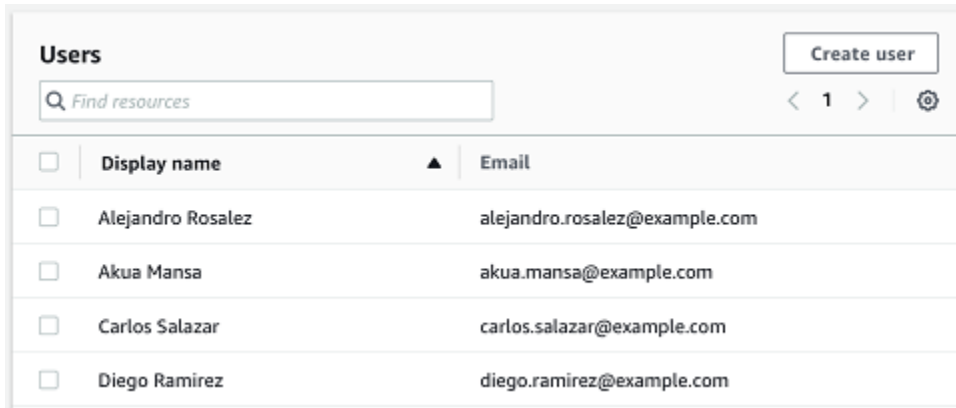 Users
Create user
Find resources
1
Display name Email
Alejandro Rosalez alejandro.rosalez@example.com
Akua Mansa akua.mansa@example.com
Carlos Salazar carlos.salazar@example.com
Diego Ramirez diego.ramirez@example.com